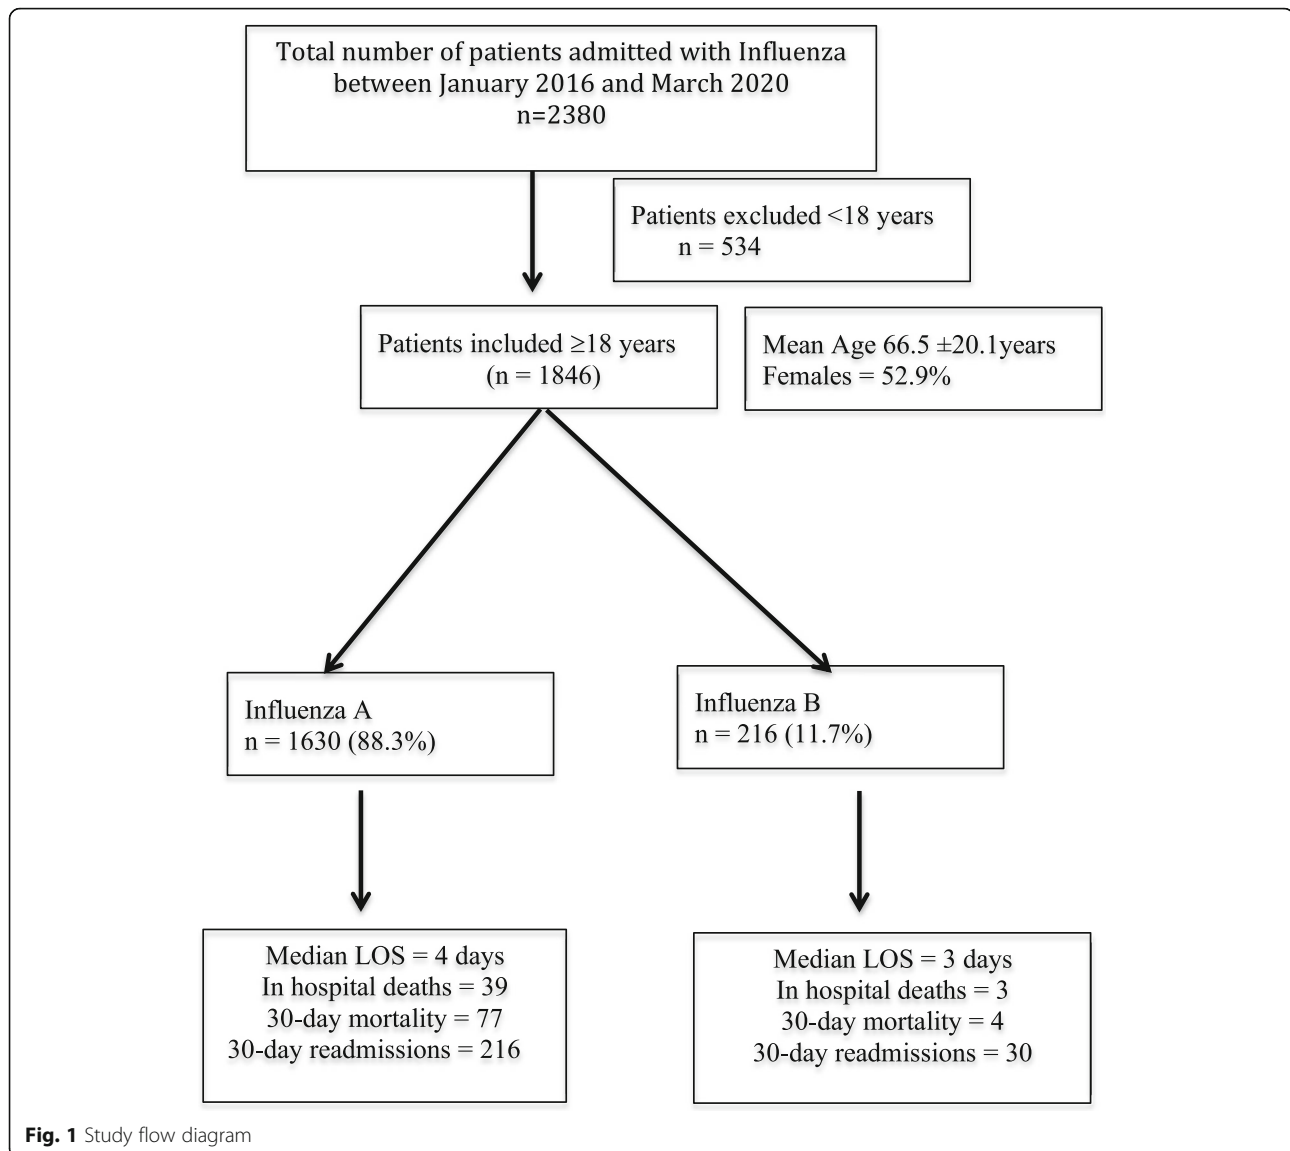 Total number of patients admitted with Influenza
between January 2016 and March 2020
n=2380
Patients excluded <18 years
n = 534
Patients included ≥18 years
(n = 1846)
Mean Age 66.5 ±20.1years
Females = 52.9%
Influenza A
n = 1630 (88.3%)
Influenza B
n = 216 (11.7%)
Median LOS = 4 days
In hospital deaths = 39
30-day mortality = 77
30-day readmissions = 216
Median LOS = 3 days
In hospital deaths = 3
30-day mortality = 4
30-day readmissions = 30
Fig. 1 Study flow diagram